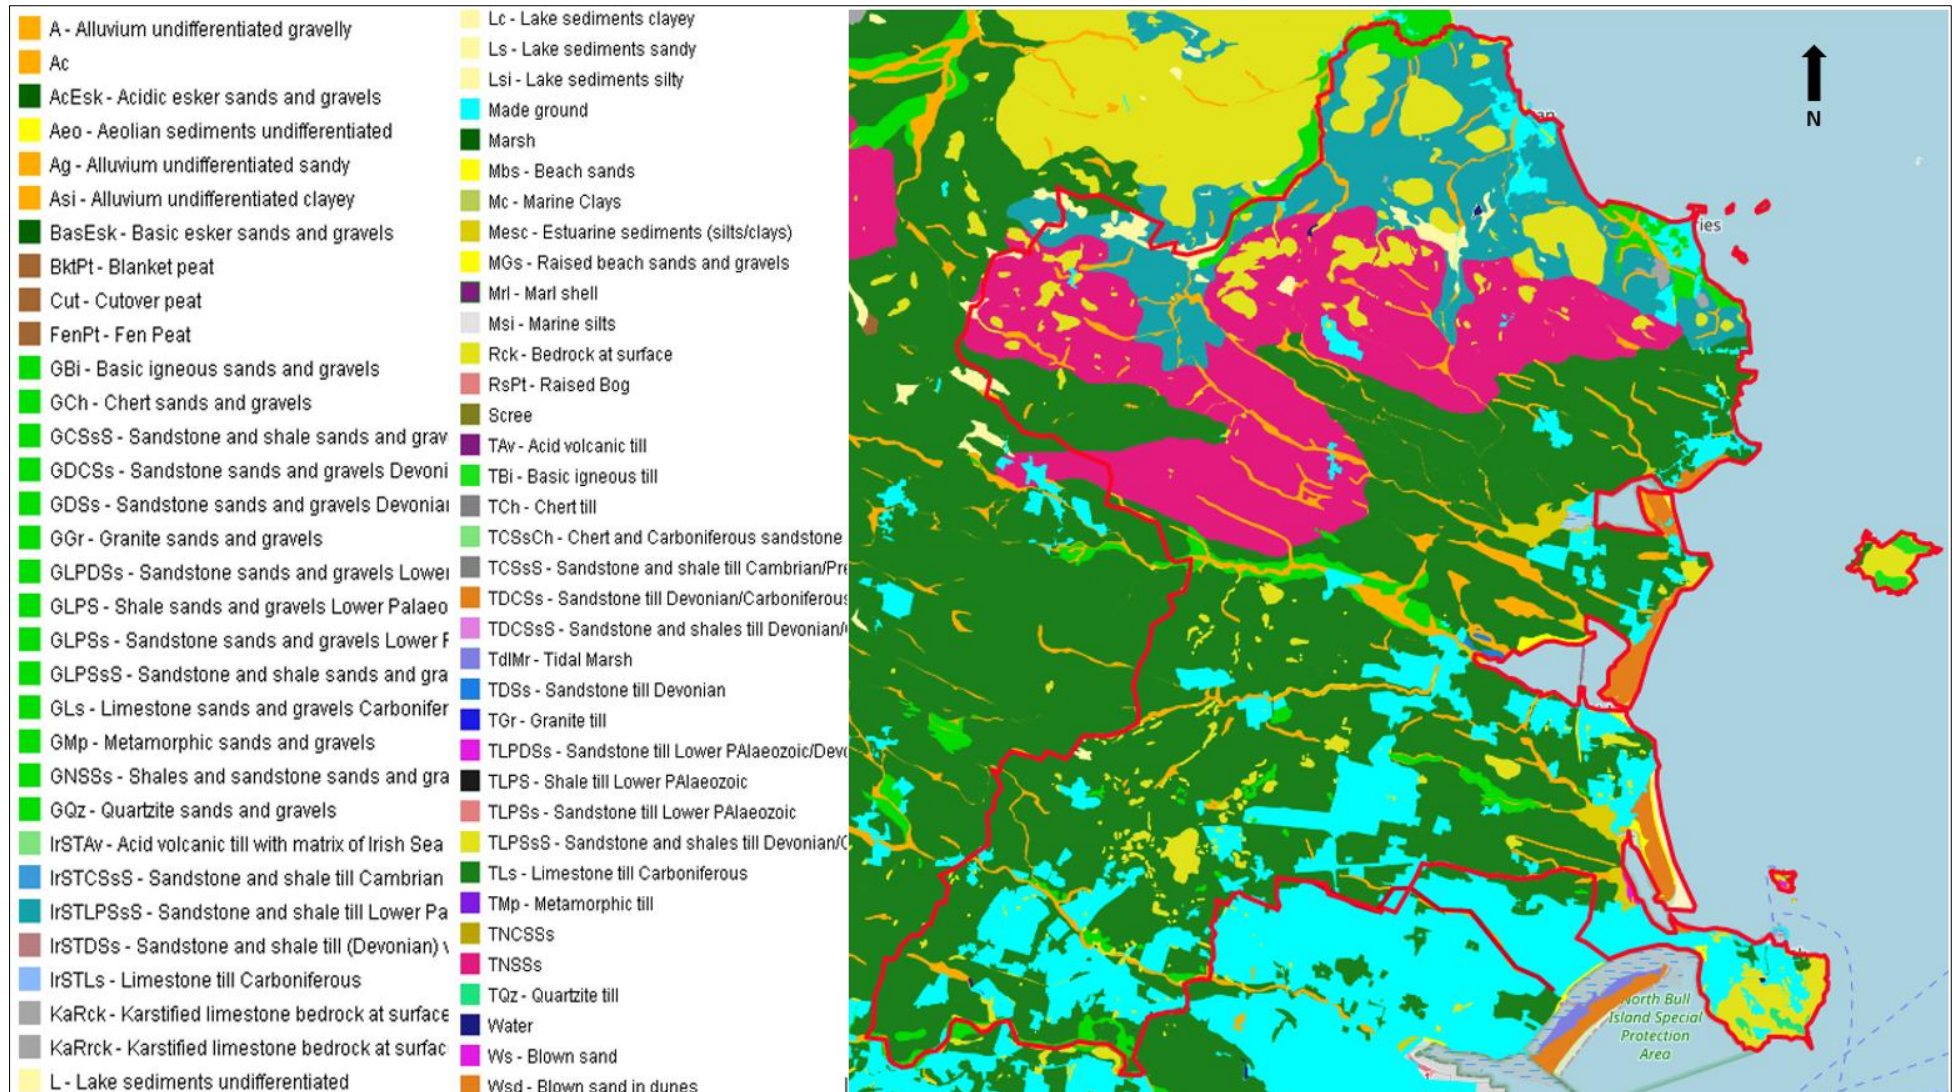 A - Alluvium undifferentiated gravelly
Ac
AcEsk - Acidic esker sands and gravels
Aeo - Aeolian sediments undifferentiated
Ag - Alluvium undifferentiated sandy
Asi - Alluvium undifferentiated clayey
BasEsk - Basic esker sands and gravels
BktPt - Blanket peat
Cut - Cutover peat
FenPt - Fen Peat
GBi - Basic igneous sands and gravels
GCh - Chert sands and gravels
GCSsS - Sandstone and shale sands and grav
GDCSs - Sandstone sands and gravels Devoni
GDSs - Sandstone sands and gravels Devonia
GGr - Granite sands and gravels
GLPDSs - Sandstone sands and gravels Lower
GLPS - Shale sands and gravels Lower Palaeo
GLPSs - Sandstone sands and gravels Lower
GLPSsS - Sandstone and shale sands and gra
GLs - Limestone sands and gravels Carbonifer
GMp - Metamorphic sands and gravels
GNSSs - Shales and sandstone sands and gra
GQz - Quartzite sands and gravels
IrSTAv - Acid volcanic till with matrix of Irish Sea
IrSTCSsS - Sandstone and shale till Cambrian
IrSTLPSsS - Sandstone and shale till Lower Pa
IrSTDSs - Sandstone and shale till (Devonian)
IrSTLs - Limestone till Carboniferous
KaRck - Karstified limestone bedrock at surface
KaRrck - Karstified limestone bedrock at surfac
L - Lake sediments undifferentiated
Lc - Lake sediments clayey
Ls - Lake sediments sandy
Lsi - Lake sediments silty
Made ground
Marsh
Mbs - Beach sands
Mc - Marine Clays
Mesc - Estuarine sediments (silts/clays)
MGs - Raised beach sands and gravels
Mrl - Marl shell
Msi - Marine silts
Rck - Bedrock at surface
RsPt - Raised Bog
Scree
TAv - Acid volcanic till
TBi - Basic igneous till
TCh - Chert till
TCSsCh - Chert and Carboniferous sandstone
TCSsS - Sandstone and shale till Cambrian/Pre
TDCSs - Sandstone till Devonian/Carboniferous
TDCSsS - Sandstone and shales till Devonian/
TdlMr - Tidal Marsh
TDSs - Sandstone till Devonian
TGr - Granite till
TLPDSs - Sandstone till Lower PAlaeozoic/Devo
TLPS - Shale till Lower PAlaeozoic
TLPSs - Sandstone till Lower PAlaeozoic
TLPSsS - Sandstone and shales till Devonian/C
TLs - Limestone till Carboniferous
TMp - Metamorphic till
TNCSSs
TNSSs
TQz - Quartzite till
Water
Ws - Blown sand
Wsd - Blown sand in dunes
N
ies
North Bull
Island Special
Protection
Area